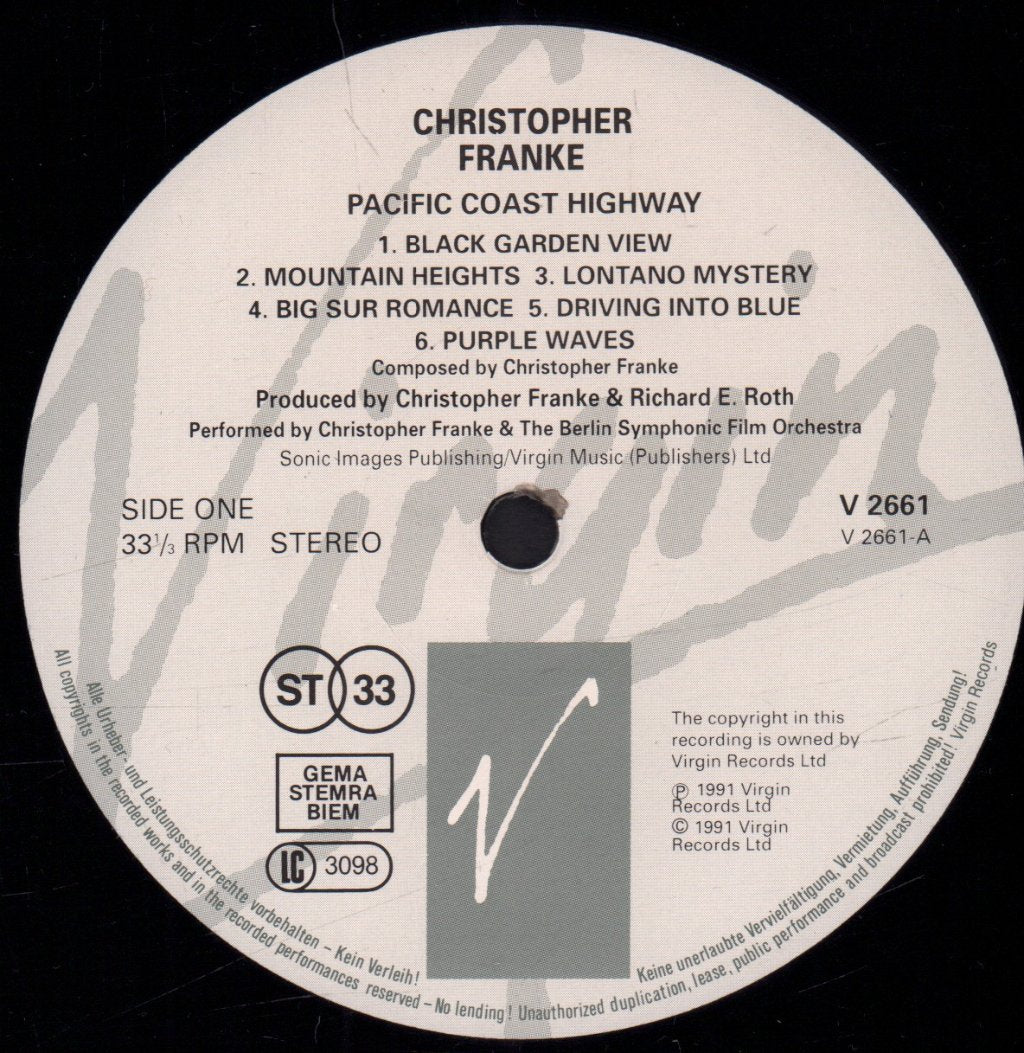 CHRISTOPHER
FRANKE
PACIFIC COAST HIGHWAY
1. BLACK GARDEN VIEW
2. MOUNTAIN HEIGHTS 3. LONTANO MYSTERY
4. BIG SUR ROMANCE 5. DRIVING INTO BLUE
6. PURPLE WAVES
Composed by Christopher Franke
Produced by Christopher Franke & Richard E. Roth
Performed by Christopher Franke & The Berlin Symphonic Film Orchestra
Sonic Images Publishing/Virgin Music (Publishers) Ltd
SIDE ONE
33⅓ RPM STEREO
V 2661
V 2661-A
Virgin
ST 33
GEMA
STEMRA
BIEM
LC 3098
V
The copyright in this
recording is owned by
Virgin Records Ltd
℗ 1991 Virgin
Records Ltd
© 1991 Virgin
Records Ltd
Alle Urheber- und Leistungsschutzrechte vorbehalten – Kein Verleih! Keine unerlaubte Vervielfältigung, Vermietung, Aufführung, Sendung!
All copyrights in the recorded works and in the recorded performances reserved – No lending! Unauthorized duplication, lease, public performance and broadcast prohibited! Virgin Records